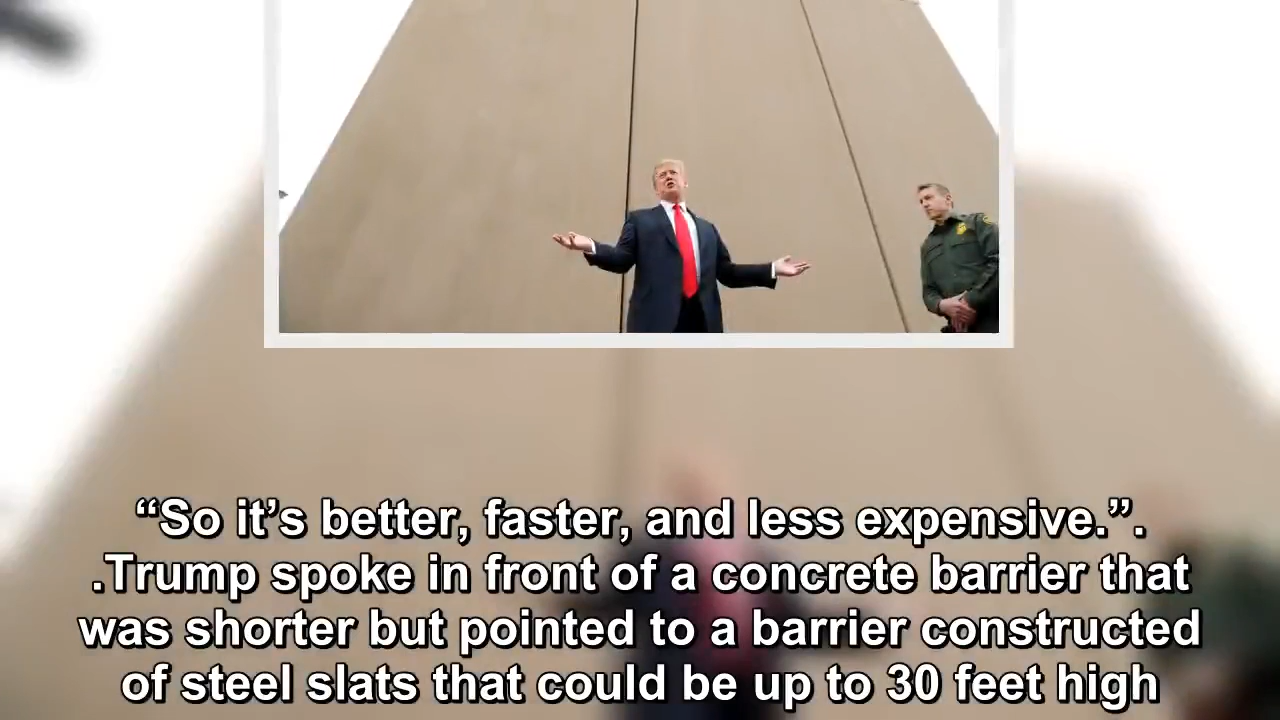 “So it’s better, faster, and less expensive.”.
.Trump spoke in front of a concrete barrier that
was shorter but pointed to a barrier constructed
of steel slats that could be up to 30 feet high